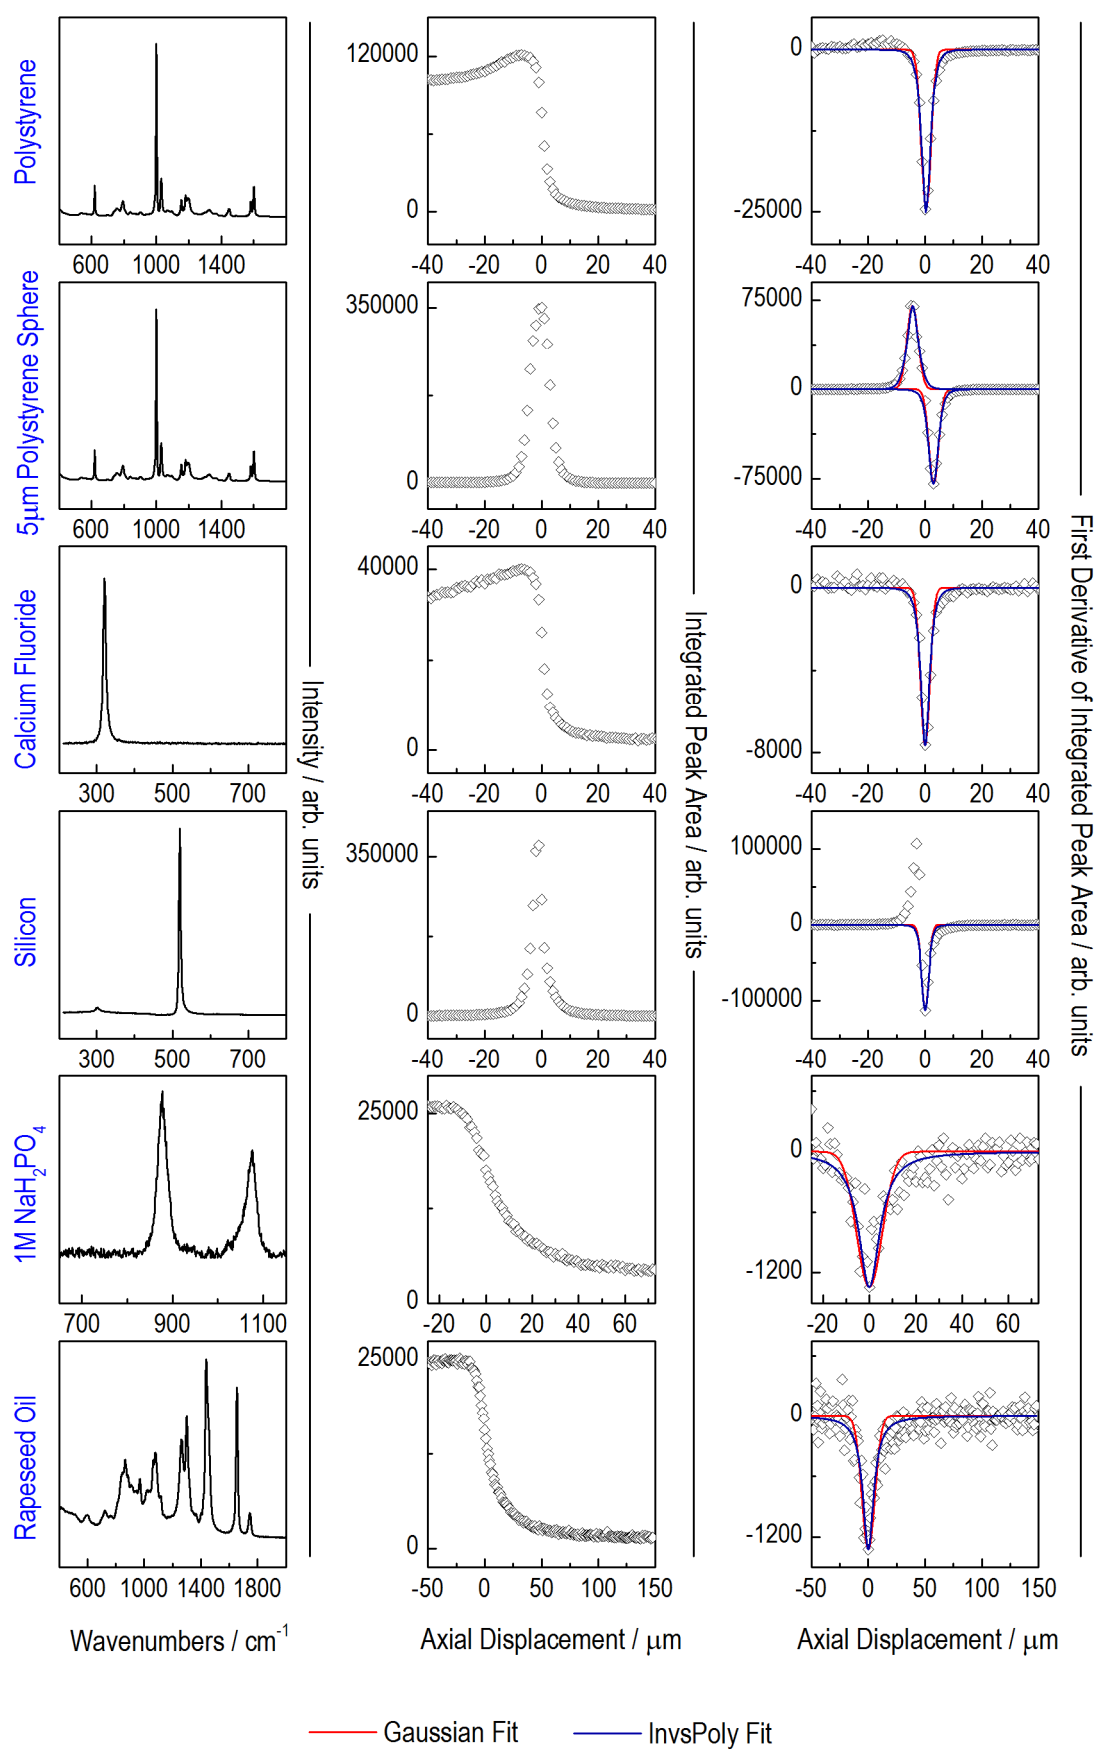 Polystyrene
600 1000 1400
120000
0
-40 -20 0 20 40
0
-25000
-40 -20 0 20 40
5μm Polystyrene Sphere
600 1000 1400
350000
0
-40 -20 0 20 40
75000
0
-75000
-40 -20 0 20 40
Calcium Fluoride
300 500 700
40000
0
-40 -20 0 20 40
0
-8000
-40 -20 0 20 40
Silicon
300 500 700
350000
0
-40 -20 0 20 40
100000
0
-100000
-40 -20 0 20 40
1M NaH₂PO₄
700 900 1100
25000
0
-20 0 20 40 60
0
-1200
-20 0 20 40 60
Rapeseed Oil
600 1000 1400 1800
25000
0
-50 0 50 100 150
0
-1200
-50 0 50 100 150
Intensity / arb. units
Integrated Peak Area / arb. units
First Derivative of Integrated Peak Area / arb. units
Wavenumbers / cm⁻¹
Axial Displacement / μm
Axial Displacement / μm
Gaussian Fit
InvsPoly Fit